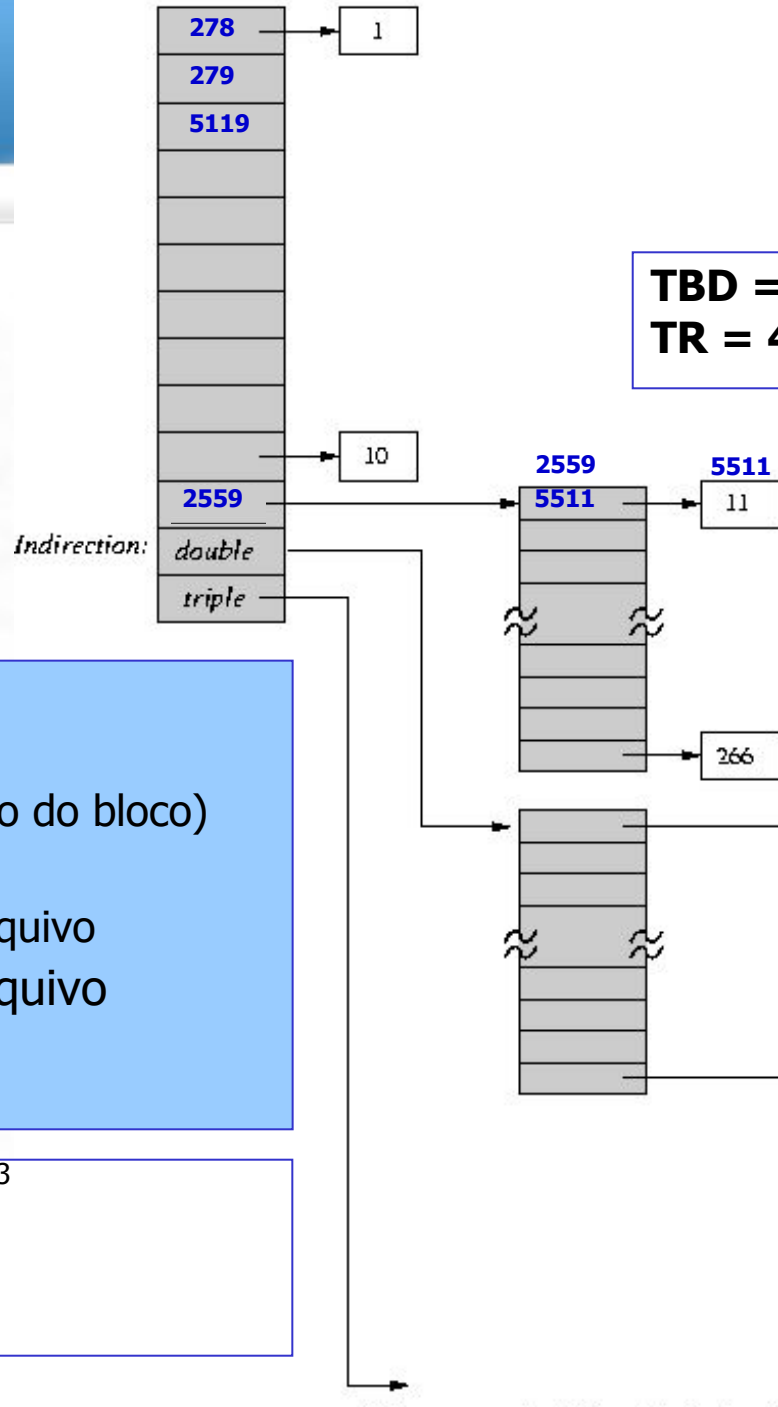 278
1
279
5119
TBD =
TR = 4
10
2559
5511
2559
5511
11
Indirection:
double
triple
266
o do bloco)
quivo
quivo
3